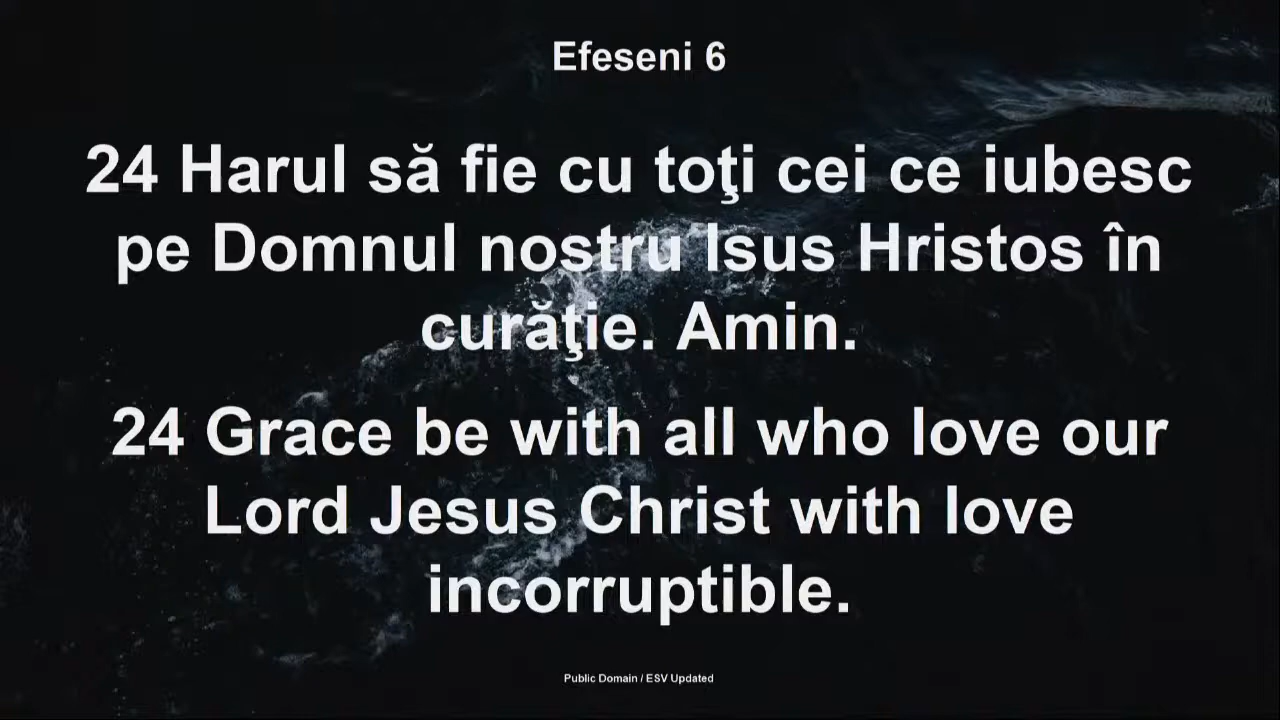 Efeseni 6
24 Harul să fie cu toţi cei ce iubesc
pe Domnul nostru Isus Hristos în
curăţie. Amin.
24 Grace be with all who love our
Lord Jesus Christ with love
incorruptible.
Public Domain / ESV Updated